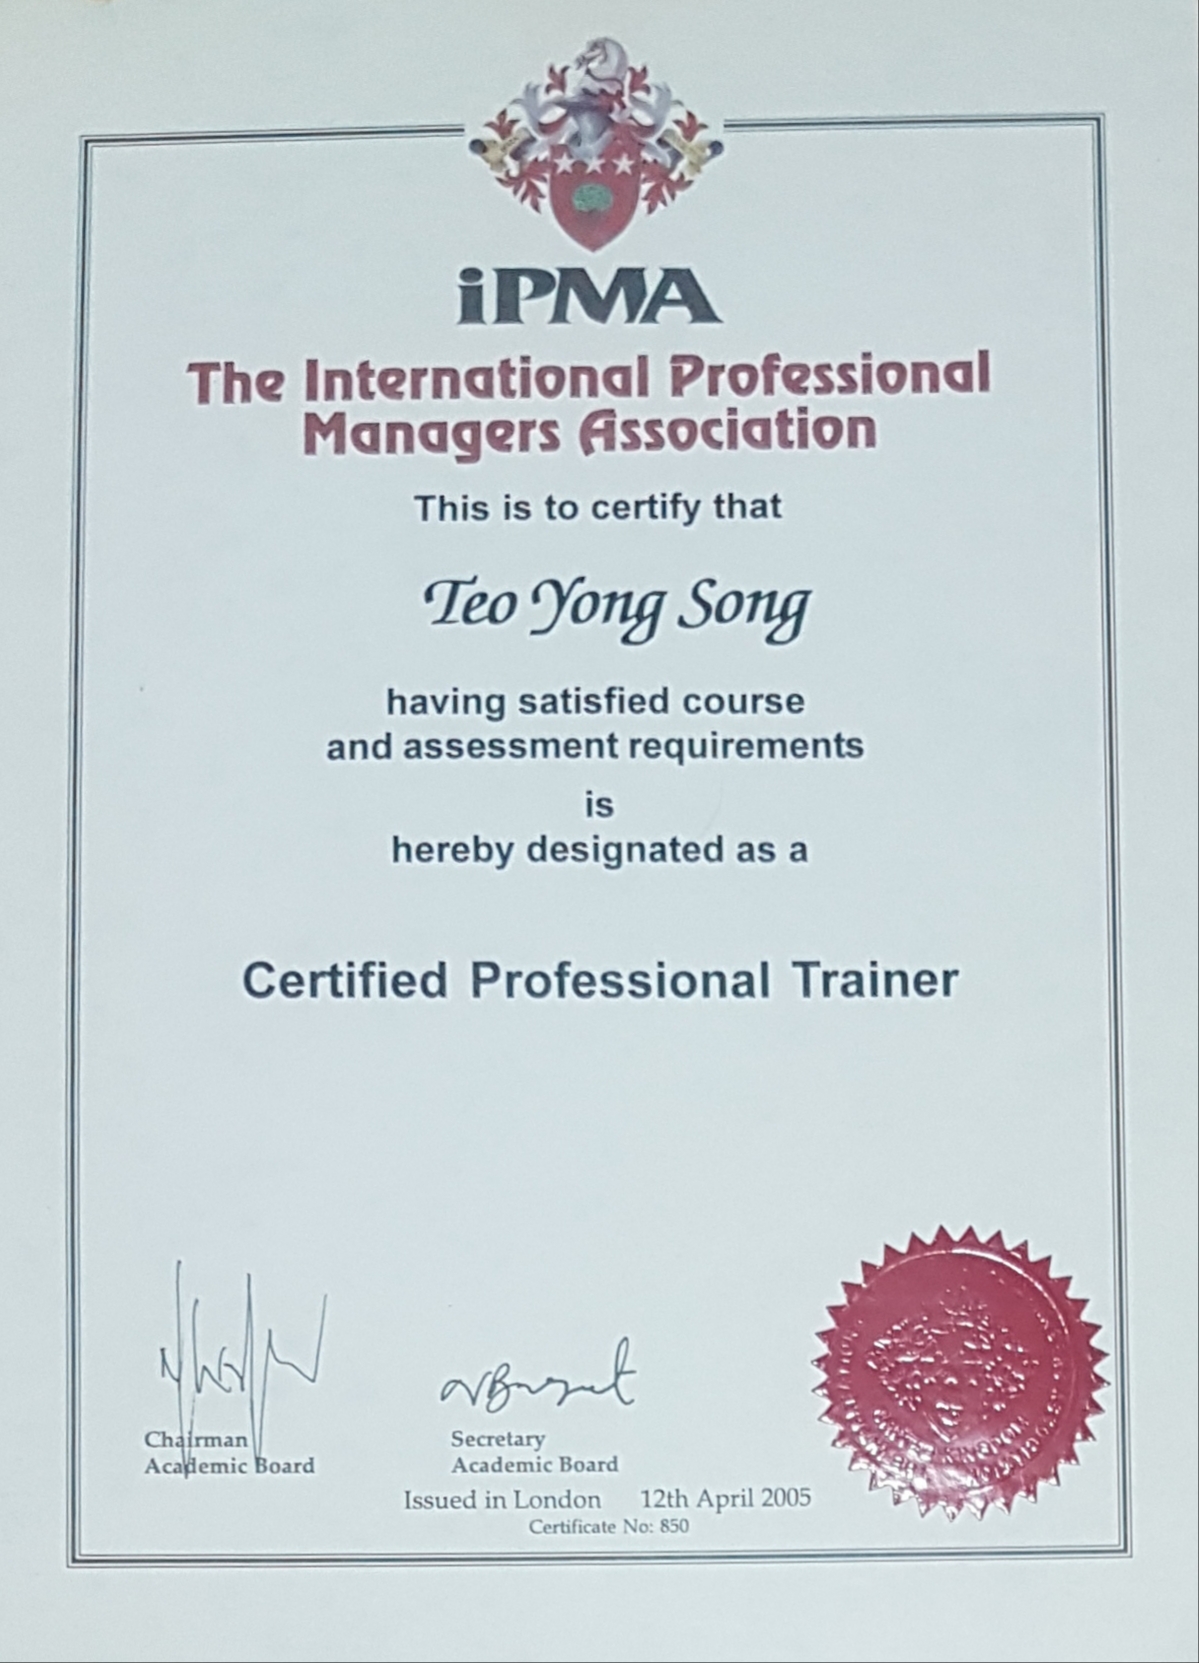 iPMA
The International Professional
Managers Association
This is to certify that
Teo Yong Song
having satisfied course
and assessment requirements
is
hereby designated as a
Certified Professional Trainer
Chairman
Academic Board
Secretary
Academic Board
Issued in London 12th April 2005
Certificate No: 850